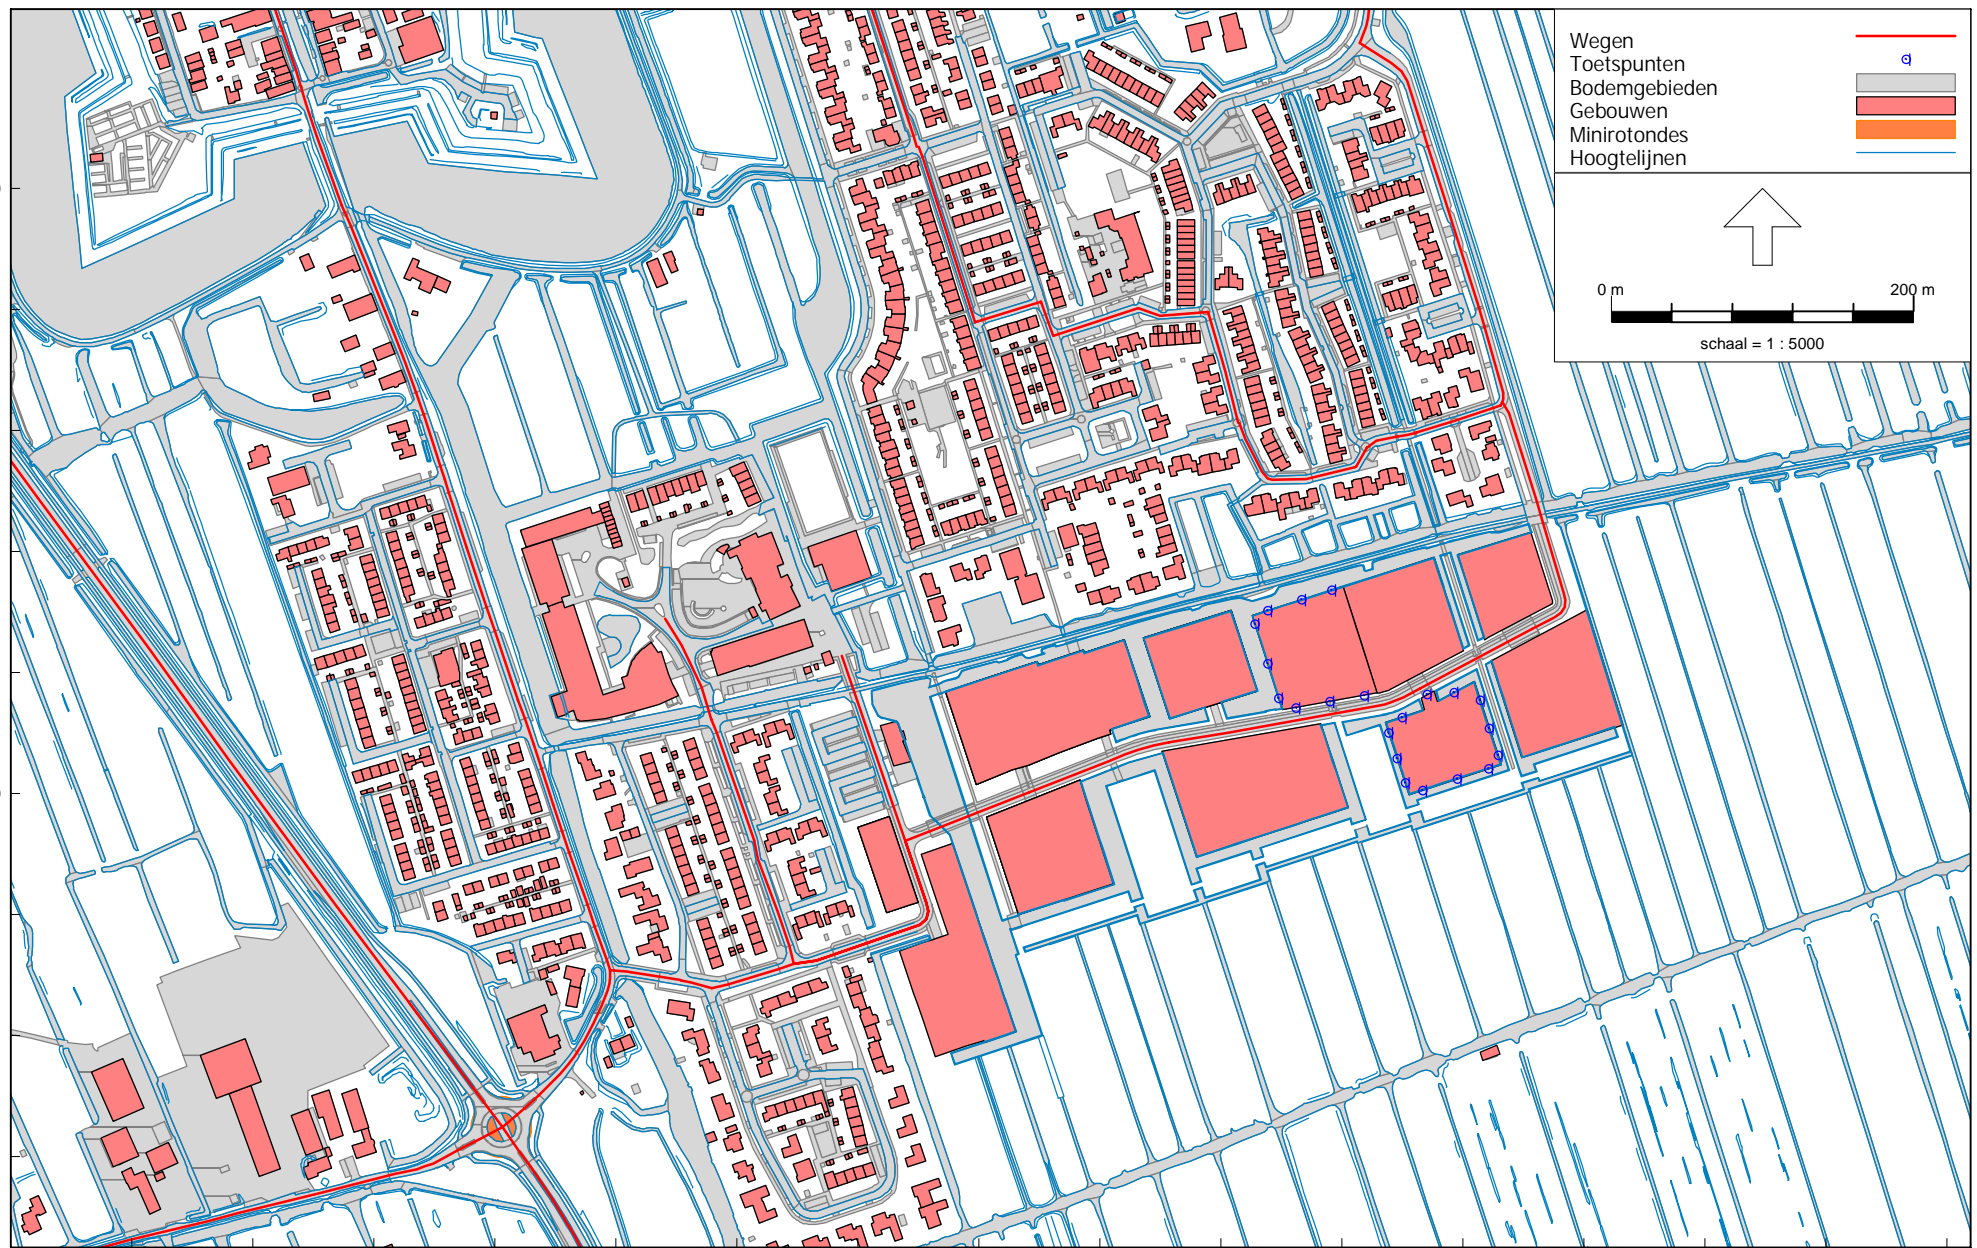 Wegen
Toetspunten
Bodemgebieden
Gebouwen
Minirotondes
Hoogtelijnen
0 m 200 m
schaal = 1 : 5000